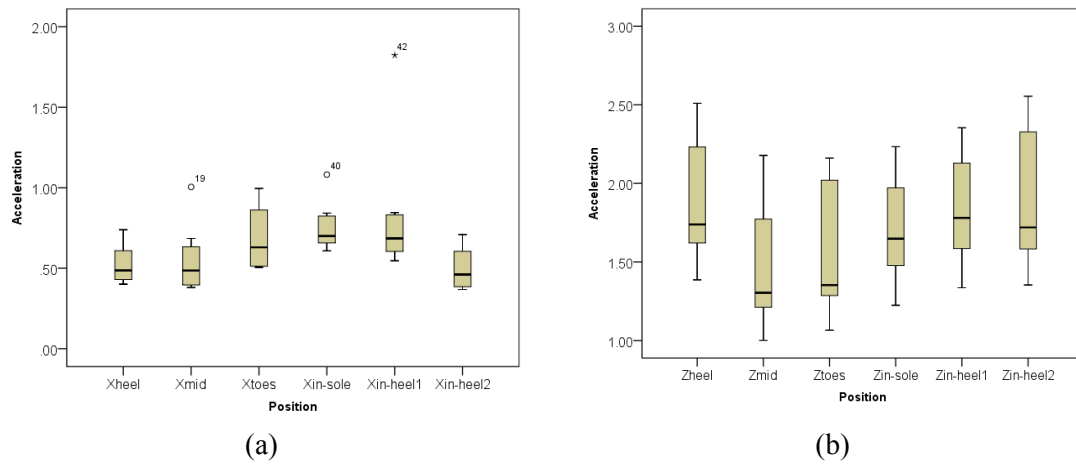 2.00
1.50
1.00
.50
.00
Acceleration
42
40
19
Xheel Xmid Xtoes Xin-sole Xin-heel1 Xin-heel2
Position
(a)
3.00
2.50
2.00
1.50
1.00
Acceleration
Zheel Zmid Ztoes Zin-sole Zin-heel1 Zin-heel2
Position
(b)